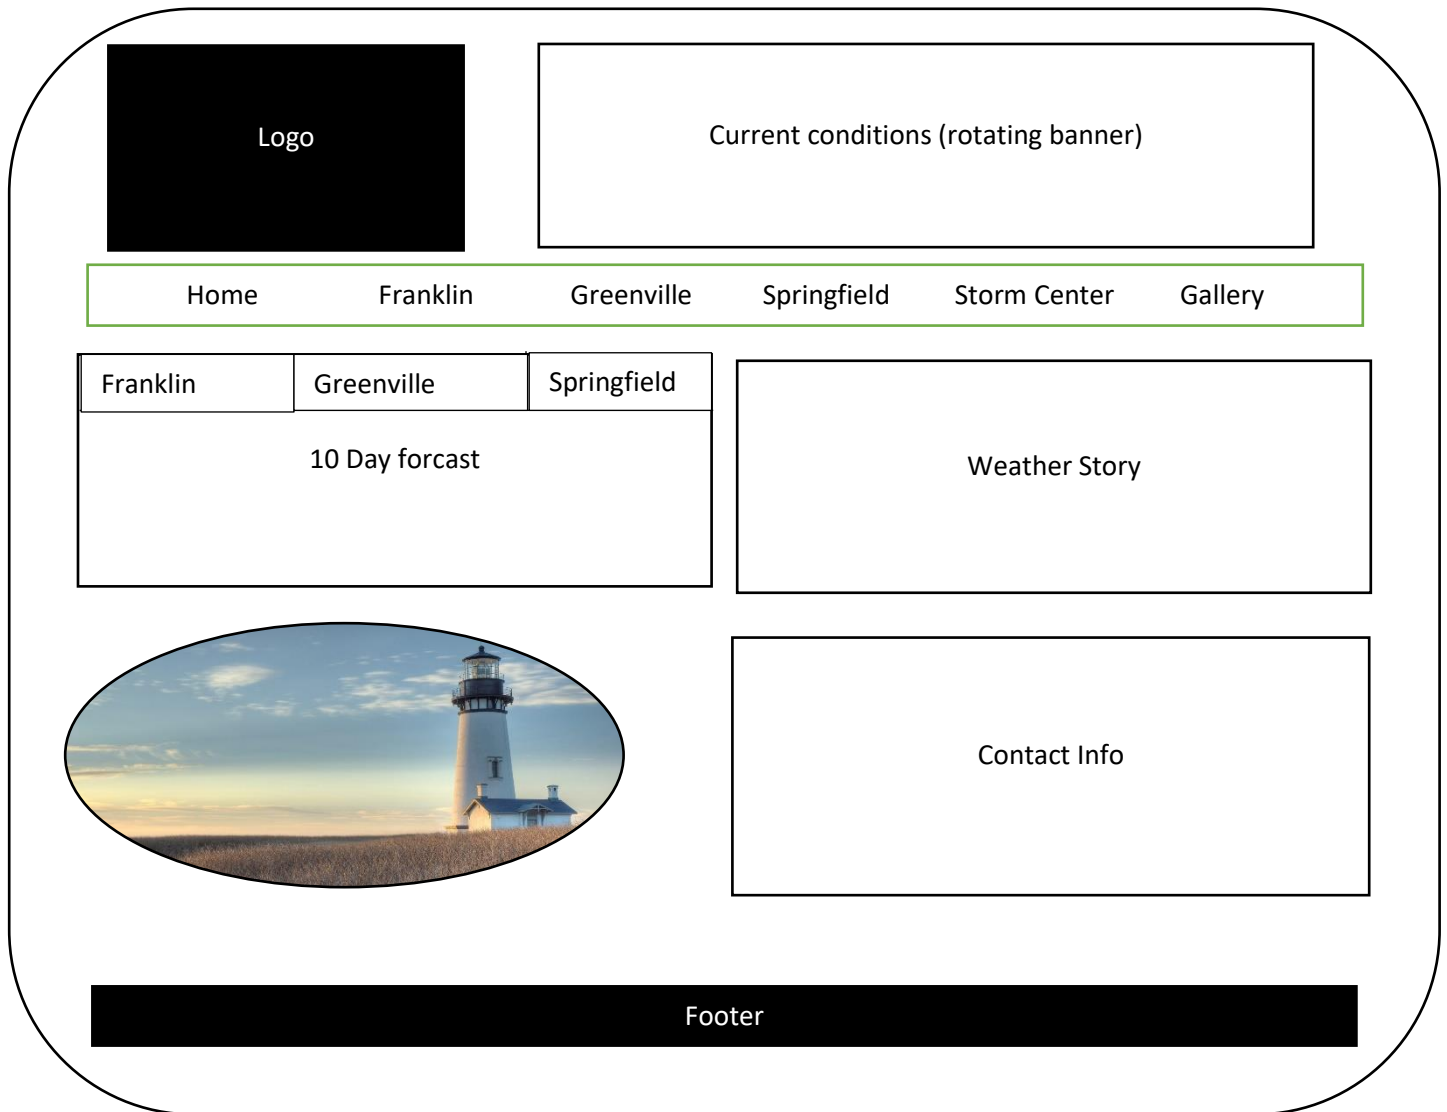 Logo
Current conditions (rotating banner)
Home Franklin Greenville Springfield Storm Center Gallery
Franklin Greenville Springfield
10 Day forcast
Weather Story
Contact Info
Footer